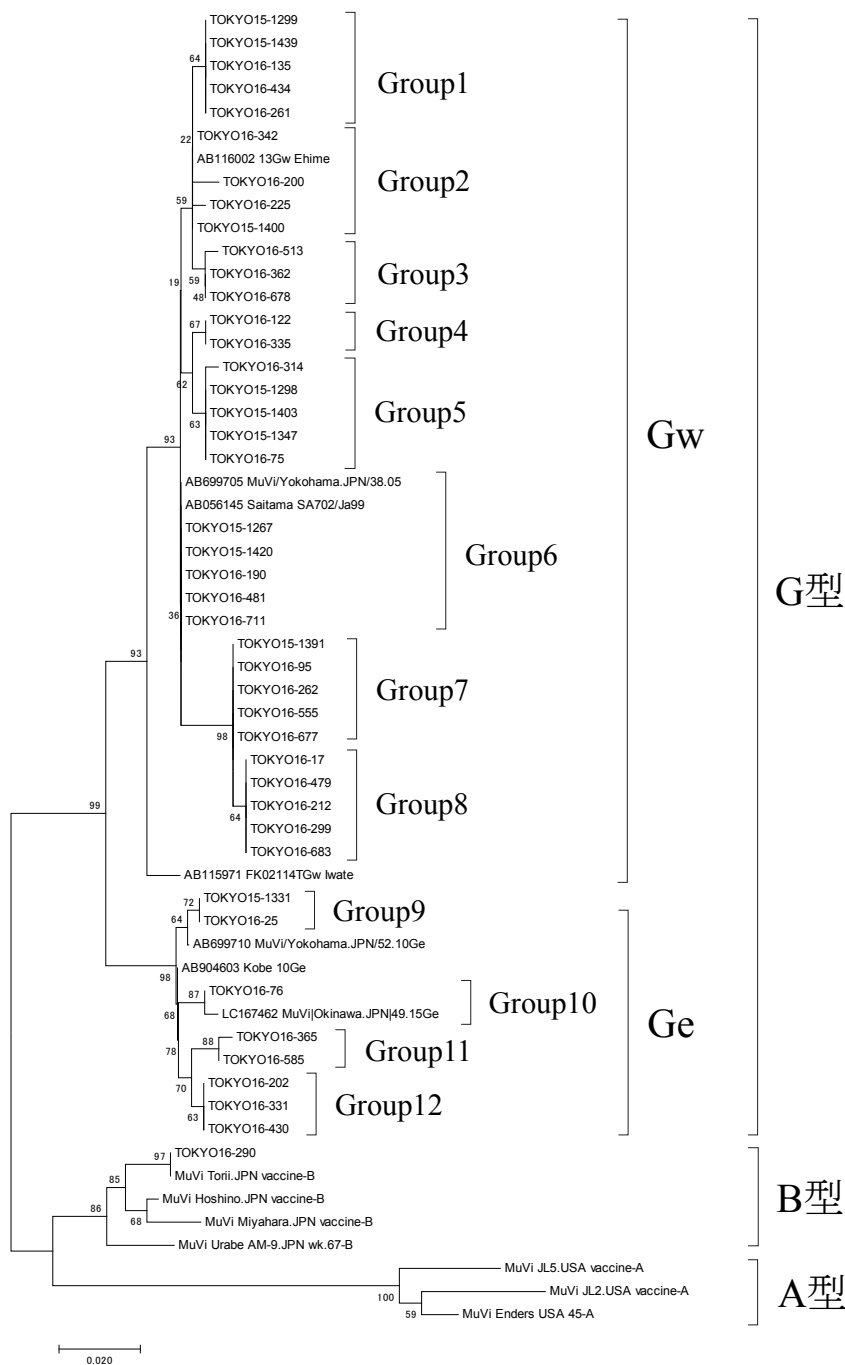 TOKYO15-1299
TOKYO15-1439
64
TOKYO16-135
TOKYO16-434
TOKYO16-261
Group1
22
TOKYO16-342
AB116002 13Gw Ehime
TOKYO16-200
59
TOKYO16-225
TOKYO15-1400
Group2
TOKYO16-513
19
59
TOKYO16-362
48
TOKYO16-678
Group3
67
TOKYO16-122
TOKYO16-335
Group4
TOKYO16-314
62
TOKYO15-1298
TOKYO15-1403
63
TOKYO15-1347
TOKYO16-75
Group5
93
AB699705 MuVi/Yokohama.JPN/38.05
AB056145 Saitama SA702/Ja99
TOKYO15-1267
TOKYO15-1420
TOKYO16-190
TOKYO16-481
36
TOKYO16-711
Group6
TOKYO15-1391
93
TOKYO16-95
TOKYO16-262
TOKYO16-555
98
TOKYO16-677
Group7
TOKYO16-17
TOKYO16-479
TOKYO16-212
64
TOKYO16-299
TOKYO16-683
Group8
99
AB115971 FK02114TGw Iwate
Gw
72
TOKYO15-1331
64
TOKYO16-25
Group9
AB699710 MuVi/Yokohama.JPN/52.10Ge
AB904603 Kobe 10Ge
98
87
TOKYO16-76
68
LC167462 MuVi|Okinawa.JPN|49.15Ge
Group10
88
TOKYO16-365
78
TOKYO16-585
Group11
70
TOKYO16-202
TOKYO16-331
63
TOKYO16-430
Group12
Ge
G型
97
TOKYO16-290
85
MuVi Torii.JPN vaccine-B
86
MuVi Hoshino.JPN vaccine-B
68
MuVi Miyahara.JPN vaccine-B
MuVi Urabe AM-9.JPN wk.67-B
B型
MuVi JL5.USA vaccine-A
100
MuVi JL2.USA vaccine-A
59
MuVi Enders USA 45-A
A型
0.020